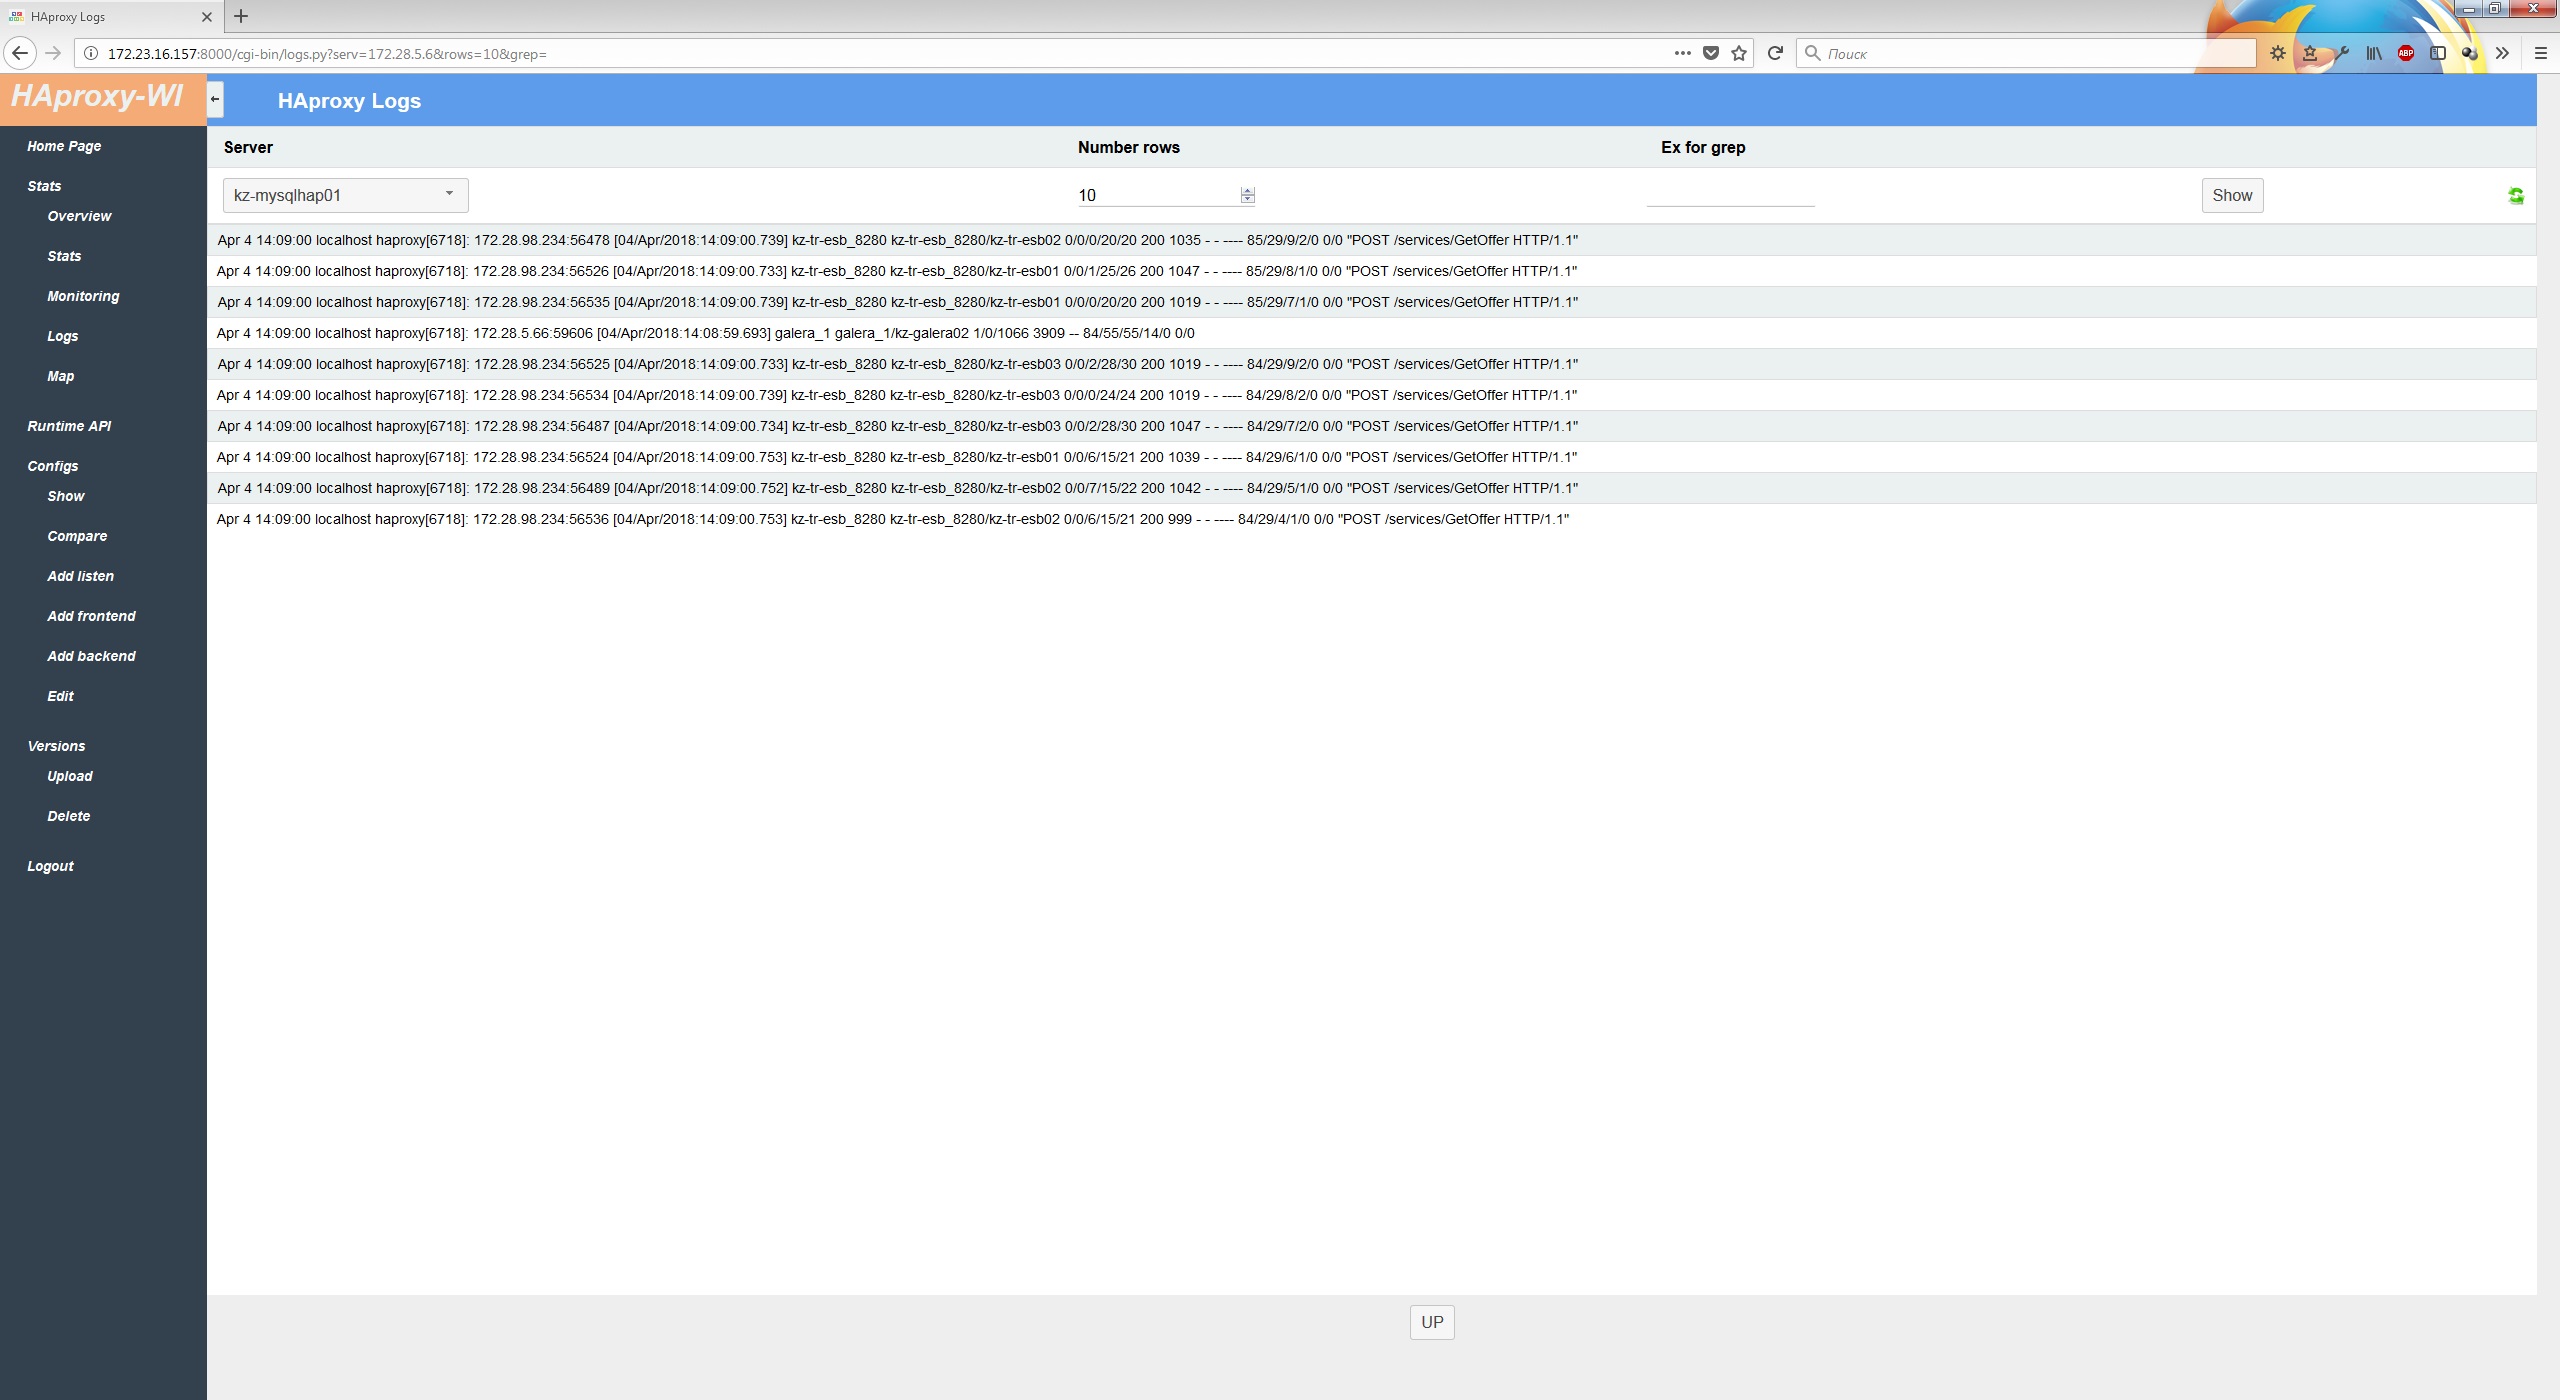 HAproxy Logs
172.23.16.157:8000/cgi-bin/logs.py?serv=172.28.5.6&rows=10&grep=
Поиск
ABP
HAproxy-WI
HAproxy Logs
Home Page
Stats
Overview
Stats
Monitoring
Logs
Map
Runtime API
Configs
Show
Compare
Add listen
Add frontend
Add backend
Edit
Versions
Upload
Delete
Logout
Server Number rows Ex for grep
kz-mysqlhap01 10 Show
Apr 4 14:09:00 localhost haproxy[6718]: 172.28.98.234:56478 [04/Apr/2018:14:09:00.739] kz-tr-esb_8280 kz-tr-esb_8280/kz-tr-esb02 0/0/0/20/20 200 1035 - - ---- 85/29/9/2/0 0/0 "POST /services/GetOffer HTTP/1.1"
Apr 4 14:09:00 localhost haproxy[6718]: 172.28.98.234:56526 [04/Apr/2018:14:09:00.733] kz-tr-esb_8280 kz-tr-esb_8280/kz-tr-esb01 0/0/1/25/26 200 1047 - - ---- 85/29/8/1/0 0/0 "POST /services/GetOffer HTTP/1.1"
Apr 4 14:09:00 localhost haproxy[6718]: 172.28.98.234:56535 [04/Apr/2018:14:09:00.739] kz-tr-esb_8280 kz-tr-esb_8280/kz-tr-esb01 0/0/0/20/20 200 1019 - - ---- 85/29/7/1/0 0/0 "POST /services/GetOffer HTTP/1.1"
Apr 4 14:09:00 localhost haproxy[6718]: 172.28.5.66:59606 [04/Apr/2018:14:08:59.693] galera_1 galera_1/kz-galera02 1/0/1066 3909 -- 84/55/55/14/0 0/0
Apr 4 14:09:00 localhost haproxy[6718]: 172.28.98.234:56525 [04/Apr/2018:14:09:00.733] kz-tr-esb_8280 kz-tr-esb_8280/kz-tr-esb03 0/0/2/28/30 200 1019 - - ---- 84/29/9/2/0 0/0 "POST /services/GetOffer HTTP/1.1"
Apr 4 14:09:00 localhost haproxy[6718]: 172.28.98.234:56534 [04/Apr/2018:14:09:00.739] kz-tr-esb_8280 kz-tr-esb_8280/kz-tr-esb03 0/0/0/24/24 200 1019 - - ---- 84/29/8/2/0 0/0 "POST /services/GetOffer HTTP/1.1"
Apr 4 14:09:00 localhost haproxy[6718]: 172.28.98.234:56487 [04/Apr/2018:14:09:00.734] kz-tr-esb_8280 kz-tr-esb_8280/kz-tr-esb03 0/0/2/28/30 200 1047 - - ---- 84/29/7/2/0 0/0 "POST /services/GetOffer HTTP/1.1"
Apr 4 14:09:00 localhost haproxy[6718]: 172.28.98.234:56524 [04/Apr/2018:14:09:00.753] kz-tr-esb_8280 kz-tr-esb_8280/kz-tr-esb01 0/0/6/15/21 200 1039 - - ---- 84/29/6/1/0 0/0 "POST /services/GetOffer HTTP/1.1"
Apr 4 14:09:00 localhost haproxy[6718]: 172.28.98.234:56489 [04/Apr/2018:14:09:00.752] kz-tr-esb_8280 kz-tr-esb_8280/kz-tr-esb02 0/0/7/15/22 200 1042 - - ---- 84/29/5/1/0 0/0 "POST /services/GetOffer HTTP/1.1"
Apr 4 14:09:00 localhost haproxy[6718]: 172.28.98.234:56536 [04/Apr/2018:14:09:00.753] kz-tr-esb_8280 kz-tr-esb_8280/kz-tr-esb02 0/0/6/15/21 200 999 - - ---- 84/29/4/1/0 0/0 "POST /services/GetOffer HTTP/1.1"
UP